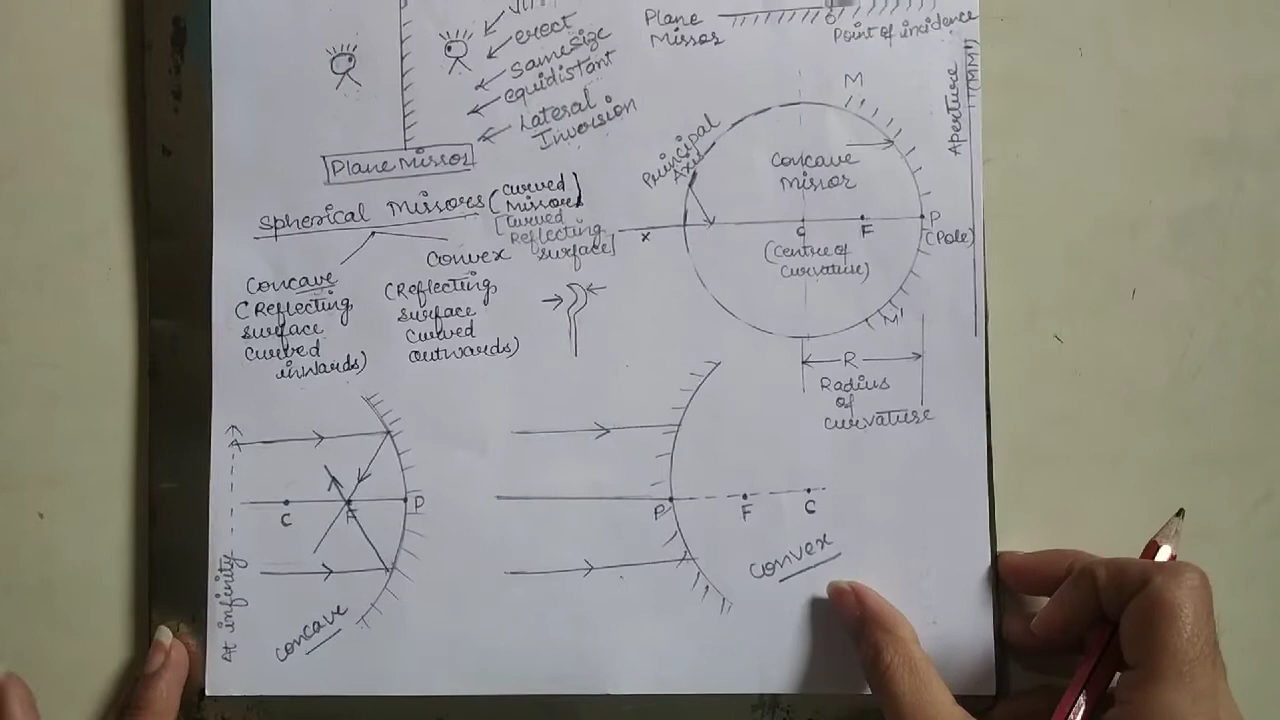 erect
Same size
equidistant
Lateral
Inversion
Plane Mirror
Plane
Mirror
Point of incidence
Spherical Mirrors (Curved
Mirrors)
[Curved
Reflecting
surface]
Concave
(Reflecting
surface
curved
inwards)
Convex
(Reflecting
surface
curved
outwards)
Principal
Axis
M
Concave
Mirror
X
C
F
P
(Pole)
(Centre of
curvature)
M'
Aperture
(MM')
R
Radius
of
curvature
At infinity
C
F
P
concave
P
F
C
convex